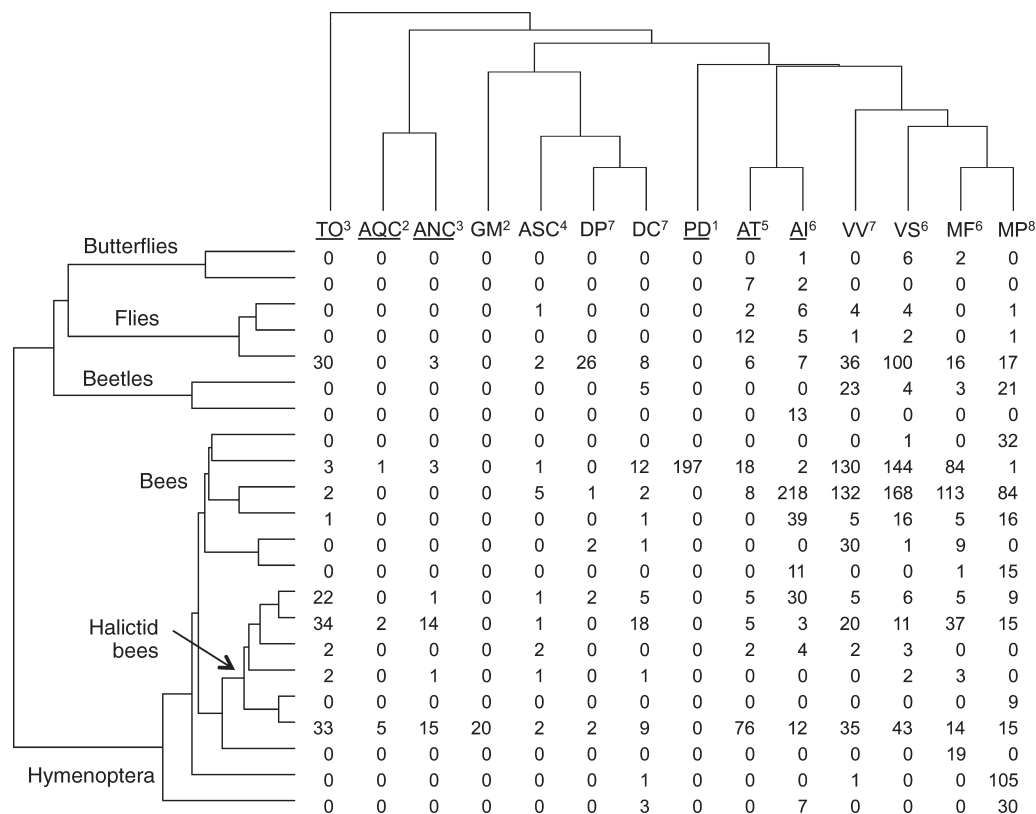 TO3 AQC2 ANC3 GM2 ASC4 DP7 DC7 PD1 AT5 AI6 VV7 VS6 MF6 MP8
Butterflies
0 0 0 0 0 0 0 0 0 1 0 6 2 0
0 0 0 0 0 0 0 0 7 2 0 0 0 0
Flies
0 0 0 0 1 0 0 0 2 6 4 4 0 1
0 0 0 0 0 0 0 0 12 5 1 2 0 1
30 0 3 0 2 26 8 0 6 7 36 100 16 17
Beetles
0 0 0 0 0 0 5 0 0 0 23 4 3 21
0 0 0 0 0 0 0 0 0 13 0 0 0 0
Bees
0 0 0 0 0 0 0 0 0 0 0 1 0 32
3 1 3 0 1 0 12 197 18 2 130 144 84 1
2 0 0 0 5 1 2 0 8 218 132 168 113 84
1 0 0 0 0 0 1 0 0 39 5 16 5 16
0 0 0 0 0 2 1 0 0 0 30 1 9 0
0 0 0 0 0 0 0 0 0 11 0 0 1 15
Halictid
bees
22 0 1 0 1 2 5 0 5 30 5 6 5 9
34 2 14 0 1 0 18 0 5 3 20 11 37 15
2 0 0 0 2 0 0 0 2 4 2 3 0 0
2 0 1 0 1 0 1 0 0 0 0 2 3 0
0 0 0 0 0 0 0 0 0 0 0 0 0 9
33 5 15 20 2 2 9 0 76 12 35 43 14 15
0 0 0 0 0 0 0 0 0 0 0 0 19 0
Hymenoptera
0 0 0 0 0 0 1 0 0 0 1 0 0 105
0 0 0 0 0 0 3 0 0 7 0 0 0 30